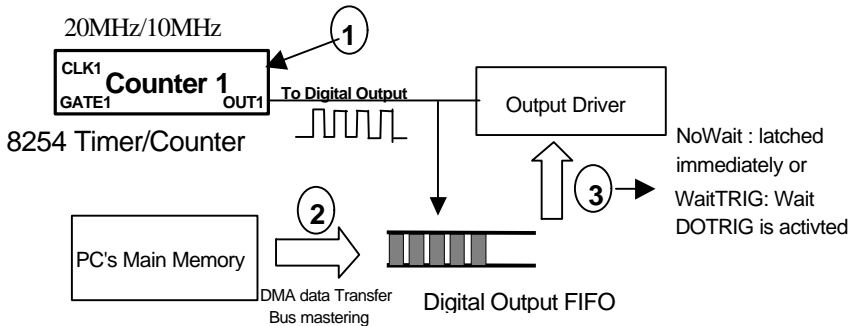 20MHz/10MHz
1
CLK1
Counter 1
GATE1
OUT1
To Digital Output
8254 Timer/Counter
Output Driver
NoWait : latched
immediately or
WaitTRIG: Wait
DOTRIG is activted
3
2
PC's Main Memory
DMA data Transfer
Bus mastering
Digital Output FIFO